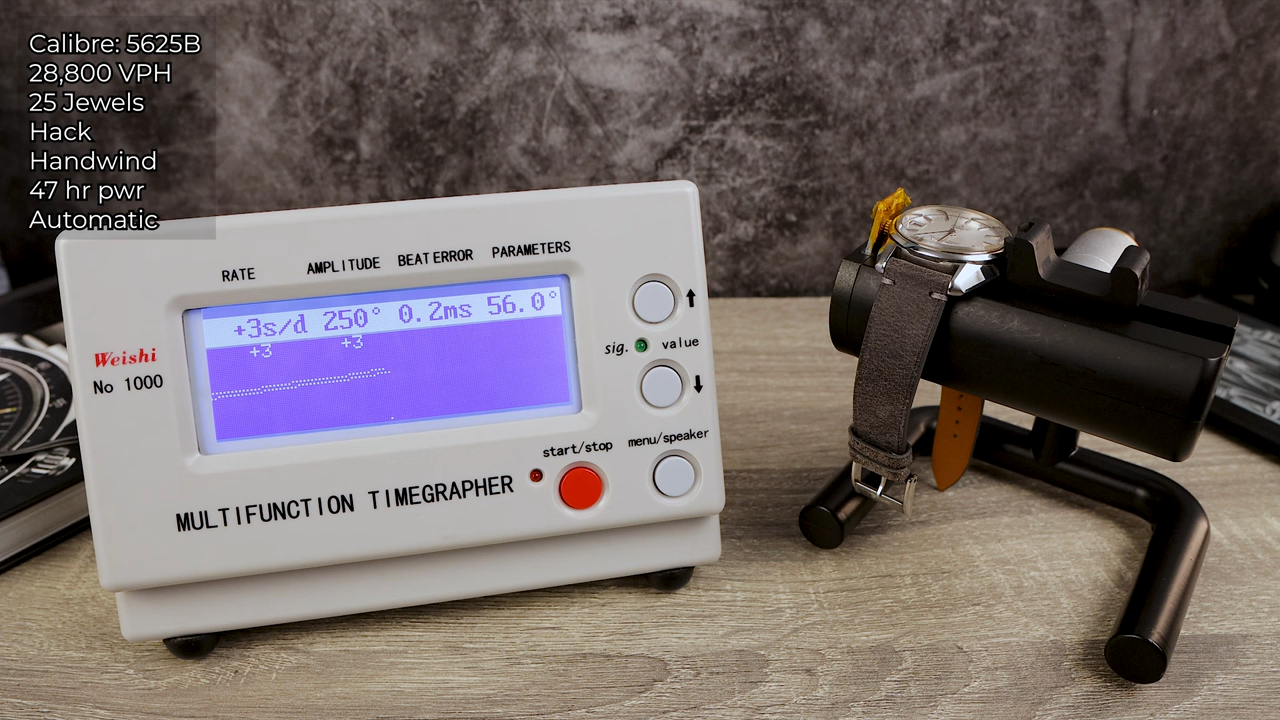 Calibre: 5625B
28,800 VPH
25 Jewels
Hack
Handwind
47 hr pwr
Automatic
RATE AMPLITUDE BEAT ERROR PARAMETERS
+3s/d 250° 0.2ms 56.0°
+3 +3
Weishi
No 1000
sig. value
start/stop menu/speaker
MULTIFUNCTION TIMEGRAPHER